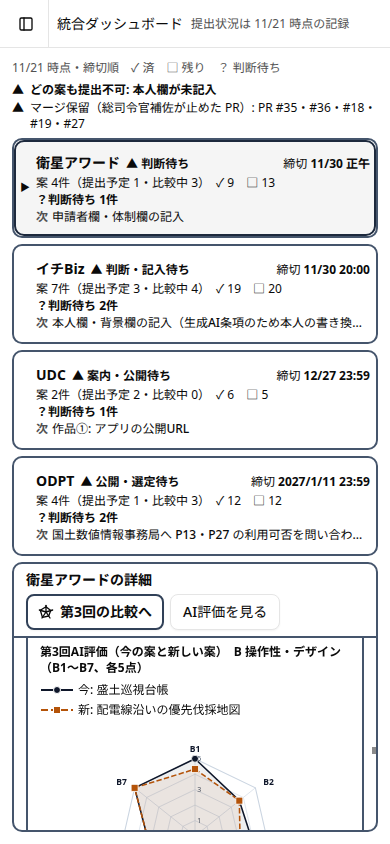 統合ダッシュボード 提出状況は 11/21 時点の記録
11/21 時点・締切順 ✓ 済 □ 残り ？ 判断待ち
▲ どの案も提出不可: 本人欄が未記入
▲ マージ保留（総司令官補佐が止めた PR）: PR #35・#36・#18・
#19・#27
衛星アワード ▲ 判断待ち 締切 11/30 正午
▶ 案 4件（提出予定 1・比較中 3） ✓ 9 □ 13
？判断待ち 1件
次 申請者欄・体制欄の記入
イチBiz ▲ 判断・記入待ち 締切 11/30 20:00
案 7件（提出予定 3・比較中 4） ✓ 19 □ 20
？判断待ち 2件
次 本人欄・背景欄の記入（生成AI条項のため本人の書き換…
UDC ▲ 案内・公開待ち 締切 12/27 23:59
案 2件（提出予定 2・比較中 0） ✓ 6 □ 5
？判断待ち 1件
次 作品①: アプリの公開URL
ODPT ▲ 公開・選定待ち 締切 2027/1/11 23:59
案 4件（提出予定 1・比較中 3） ✓ 12 □ 12
？判断待ち 2件
次 国土数値情報事務局へ P13・P27 の利用可否を問い合わ…
衛星アワードの詳細
第3回の比較へ AI評価を見る
第3回AI評価（今の案と新しい案） B 操作性・デザイン
（B1〜B7、各5点）
今: 盛土巡視台帳
新: 配電線沿いの優先伐採地図
B1
B7 B2
3
1